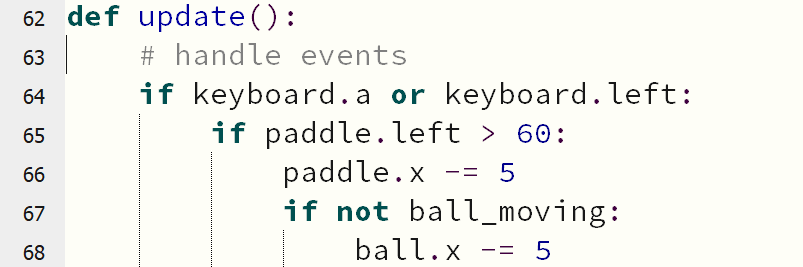 62 def update():
63     # handle events
64     if keyboard.a or keyboard.left:
65         if paddle.left > 60:
66             paddle.x -= 5
67             if not ball_moving:
68                 ball.x -= 5